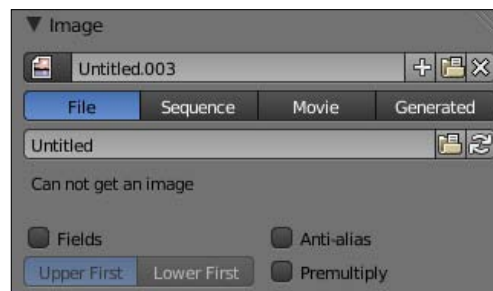 Image
Untitled.003
File Sequence Movie Generated
Untitled
Can not get an image
Fields Anti-alias
Upper First Lower First Premultiply